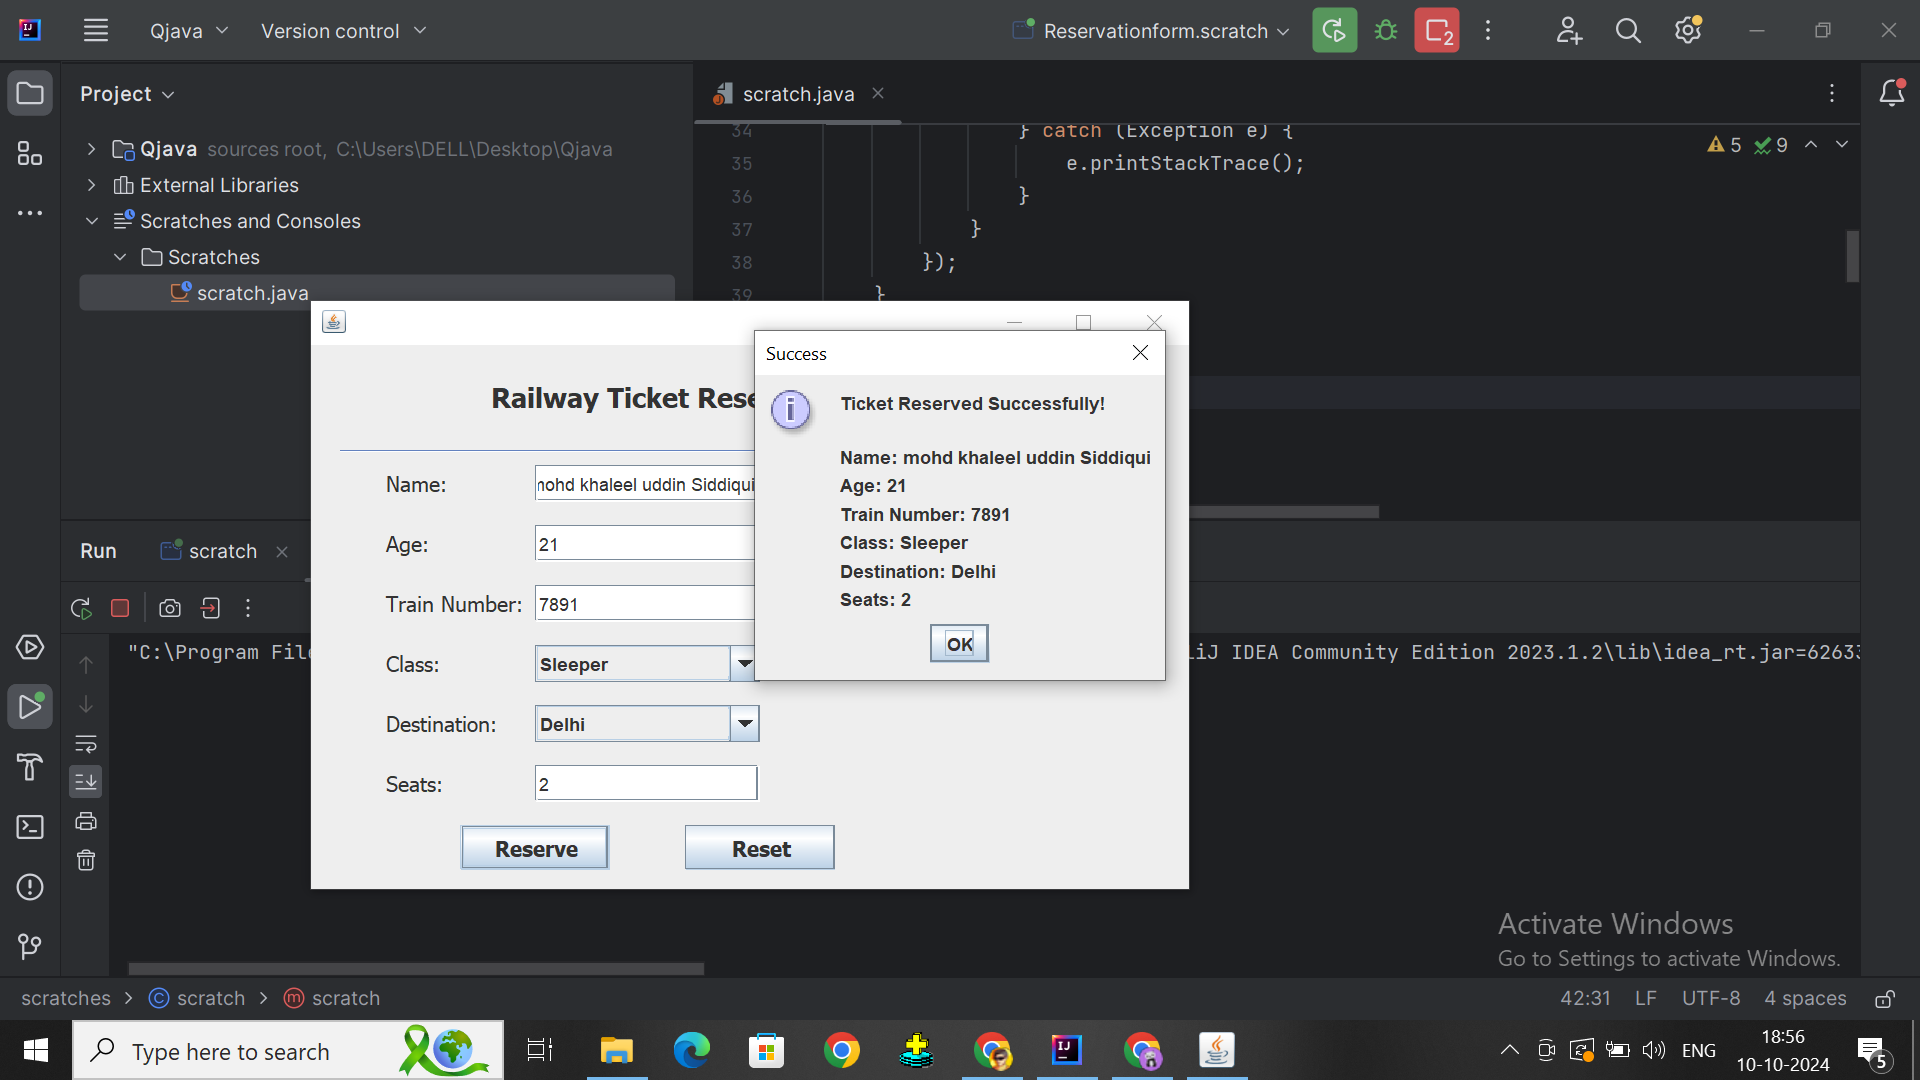 Qjava
Version control
Reservationform.scratch
2
Project
scratch.java
Qjava sources root, C:\Users\DELL\Desktop\Qjava
External Libraries
Scratches and Consoles
Scratches
scratch.java
34 } catch (Exception e) {
35 e.printStackTrace();
36 }
37 }
38 });
39 }
5 9
Railway Ticket Rese
Name: mohd khaleel uddin Siddiqui
Age: 21
Train Number: 7891
Class: Sleeper
Destination: Delhi
Seats: 2
Reserve Reset
Success
Ticket Reserved Successfully!
Name: mohd khaleel uddin Siddiqui
Age: 21
Train Number: 7891
Class: Sleeper
Destination: Delhi
Seats: 2
OK
Run scratch
"C:\Program File
iJ IDEA Community Edition 2023.1.2\lib\idea_rt.jar=62633
Activate Windows
Go to Settings to activate Windows.
scratches > scratch > scratch
42:31 LF UTF-8 4 spaces
Type here to search
ENG
18:56
10-10-2024
5